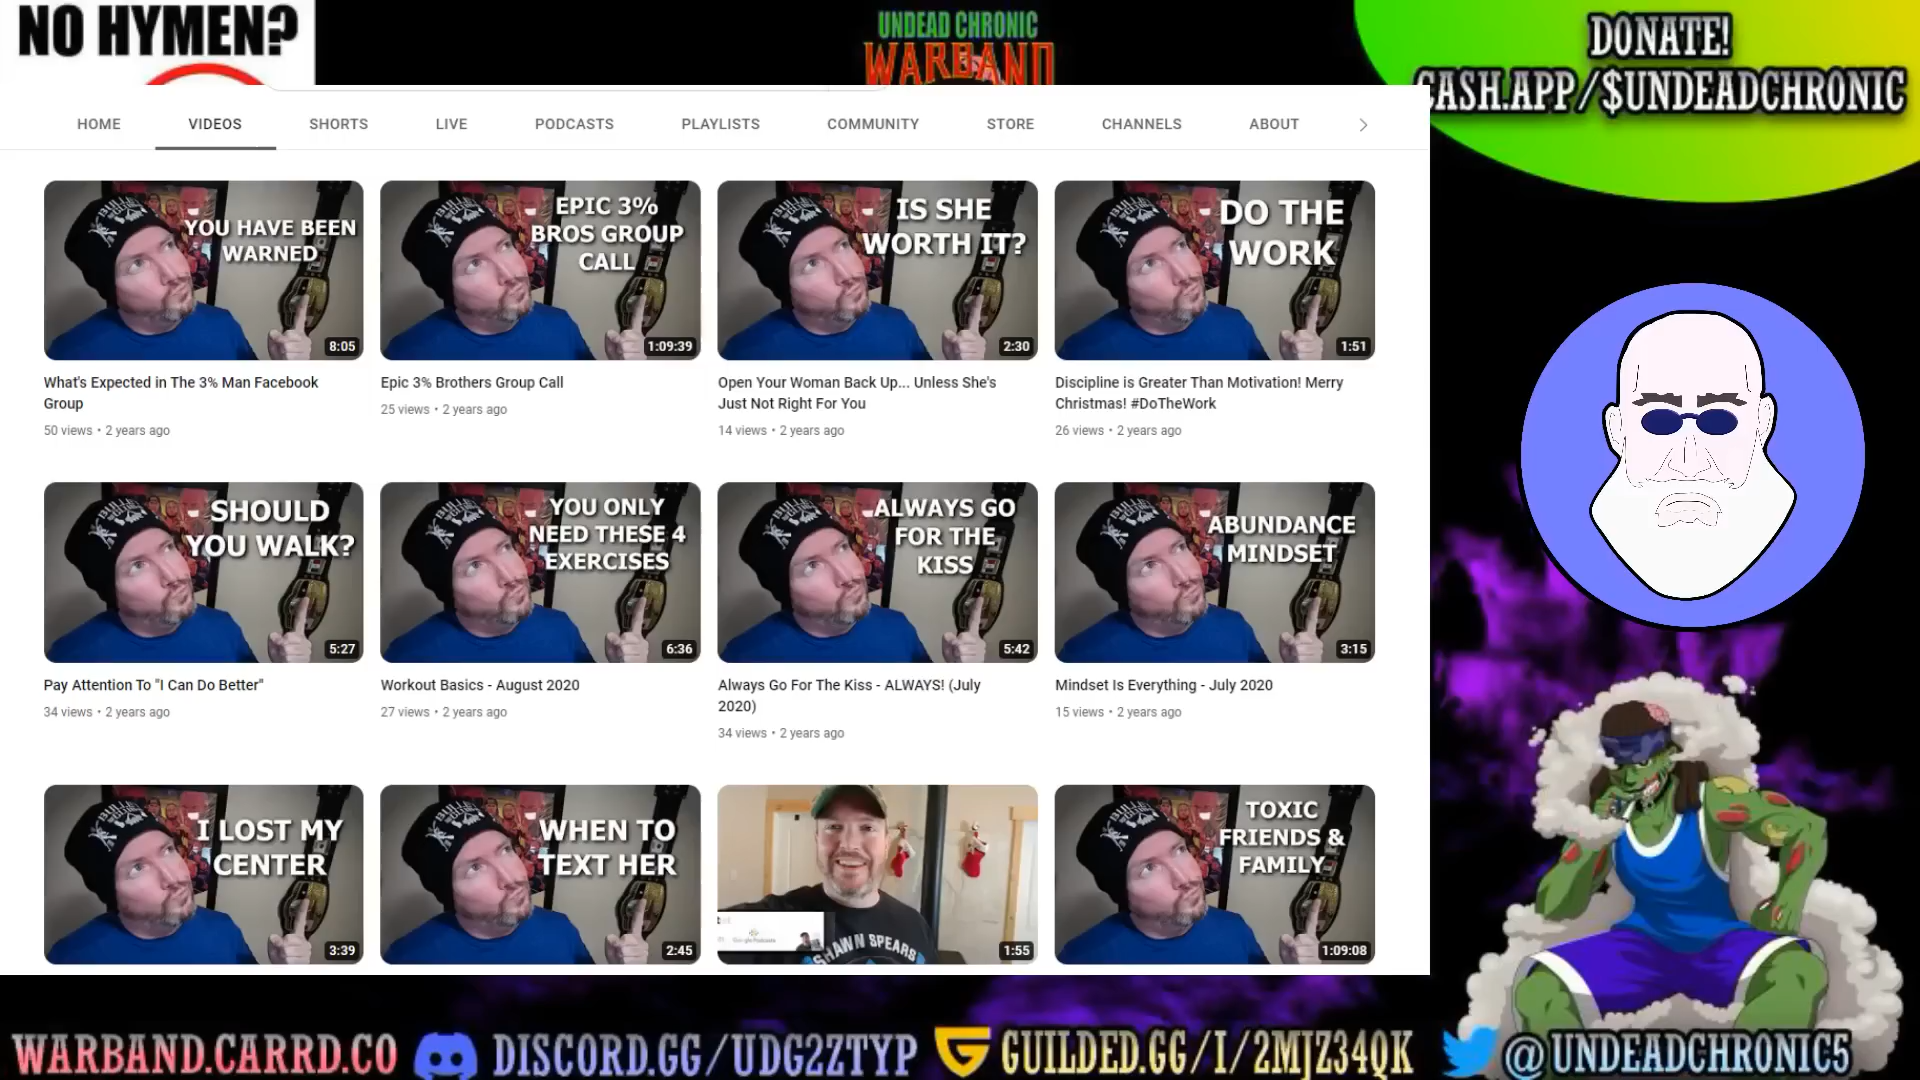 NO HYMEN?
UNDEAD CHRONIC
WARBAND
DONATE!
CASH.APP/$UNDEADCHRONIC
HOME
VIDEOS
SHORTS
LIVE
PODCASTS
PLAYLISTS
COMMUNITY
STORE
CHANNELS
ABOUT
YOU HAVE BEEN
WARNED
8:05
EPIC 3%
BROS GROUP
CALL
1:09:39
IS SHE
WORTH IT?
2:30
DO THE
WORK
1:51
What's Expected in The 3% Man Facebook
Group
50 views • 2 years ago
Epic 3% Brothers Group Call
25 views • 2 years ago
Open Your Woman Back Up... Unless She's
Just Not Right For You
14 views • 2 years ago
Discipline is Greater Than Motivation! Merry
Christmas! #DoTheWork
26 views • 2 years ago
SHOULD
YOU WALK?
5:27
YOU ONLY
NEED THESE 4
EXERCISES
6:36
ALWAYS GO
FOR THE
KISS
5:42
ABUNDANCE
MINDSET
3:15
Pay Attention To "I Can Do Better"
34 views • 2 years ago
Workout Basics - August 2020
27 views • 2 years ago
Always Go For The Kiss - ALWAYS! (July
2020)
34 views • 2 years ago
Mindset Is Everything - July 2020
15 views • 2 years ago
I LOST MY
CENTER
3:39
WHEN TO
TEXT HER
2:45
Google Podcasts
SHAWN SPEARS
1:55
TOXIC
FRIENDS &
FAMILY
1:09:08
WARBAND.CARRD.CO
DISCORD.GG/UDG2ZTYP
GUILDED.GG/I/2MJZ34QK
@UNDEADCHRONIC5